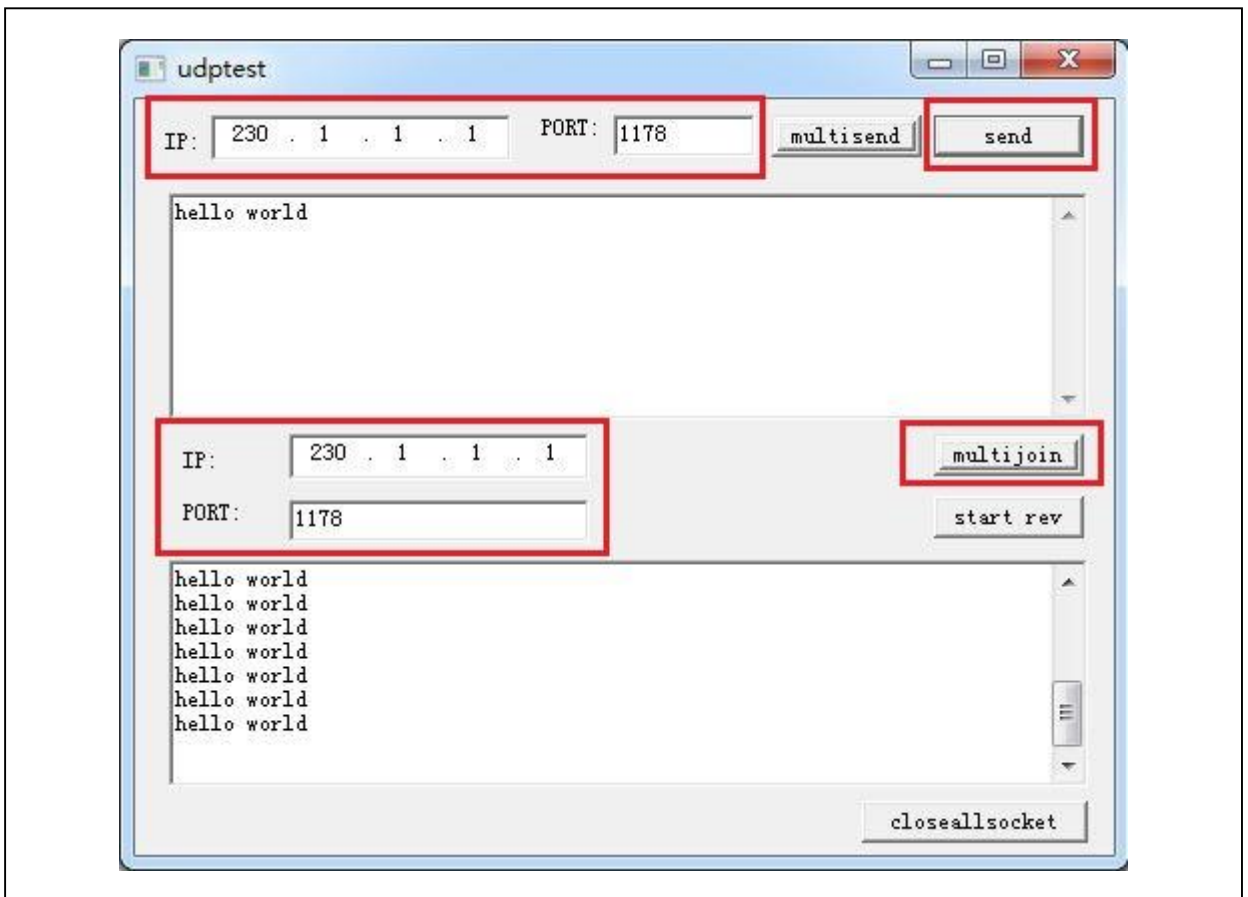 udptest
IP: 230 . 1 . 1 . 1 PORT: 1178 multisend send
hello world
IP: 230 . 1 . 1 . 1 multijoin
PORT: 1178 start rev
hello world
hello world
hello world
hello world
hello world
hello world
hello world
closeallsocket